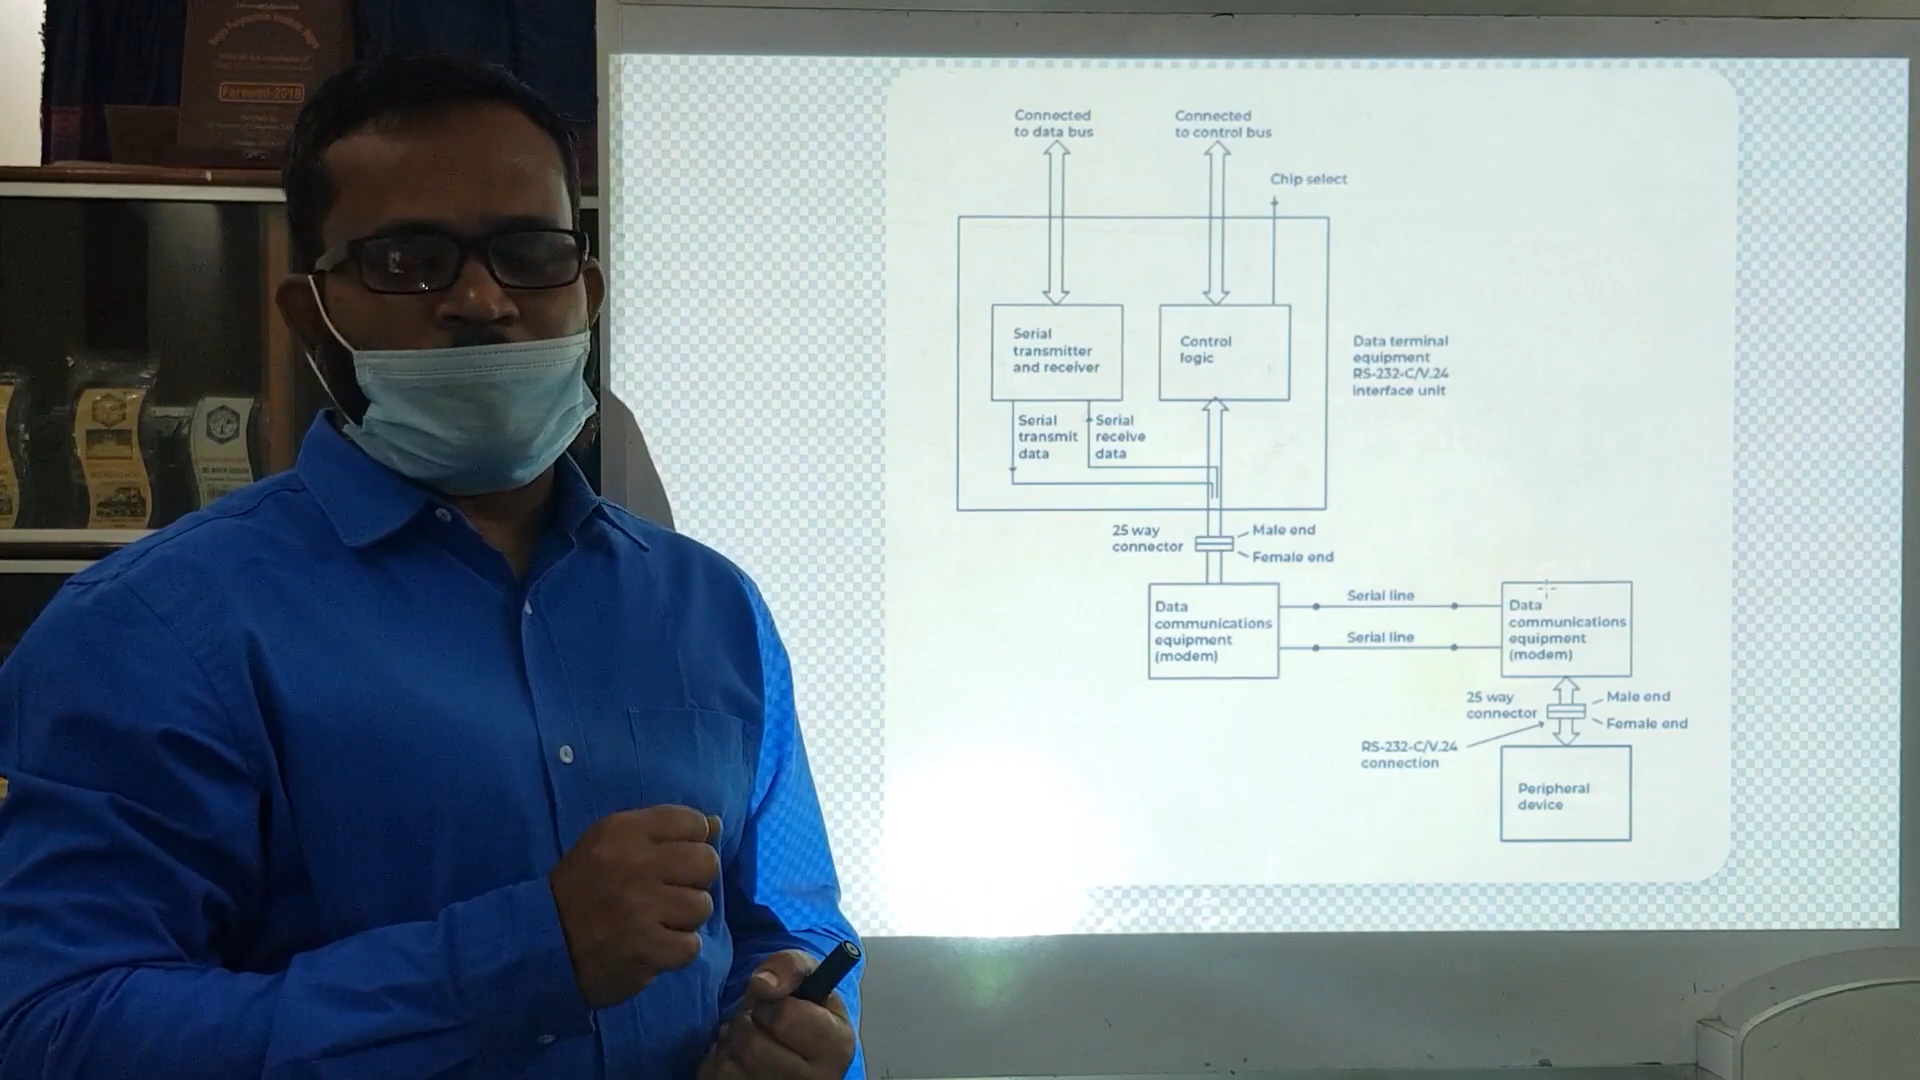 Farewell-2018
Connected
to data bus
Connected
to control bus
Chip select
Serial
transmitter
and receiver
Control
logic
Data terminal
equipment
RS-232-C/V.24
interface unit
Serial
transmit
data
Serial
receive
data
25 way
connector
Male end
Female end
Data
communications
equipment
(modem)
Serial line
Serial line
Data
communications
equipment
(modem)
25 way
connector
Male end
Female end
RS-232-C/V.24
connection
Peripheral
device